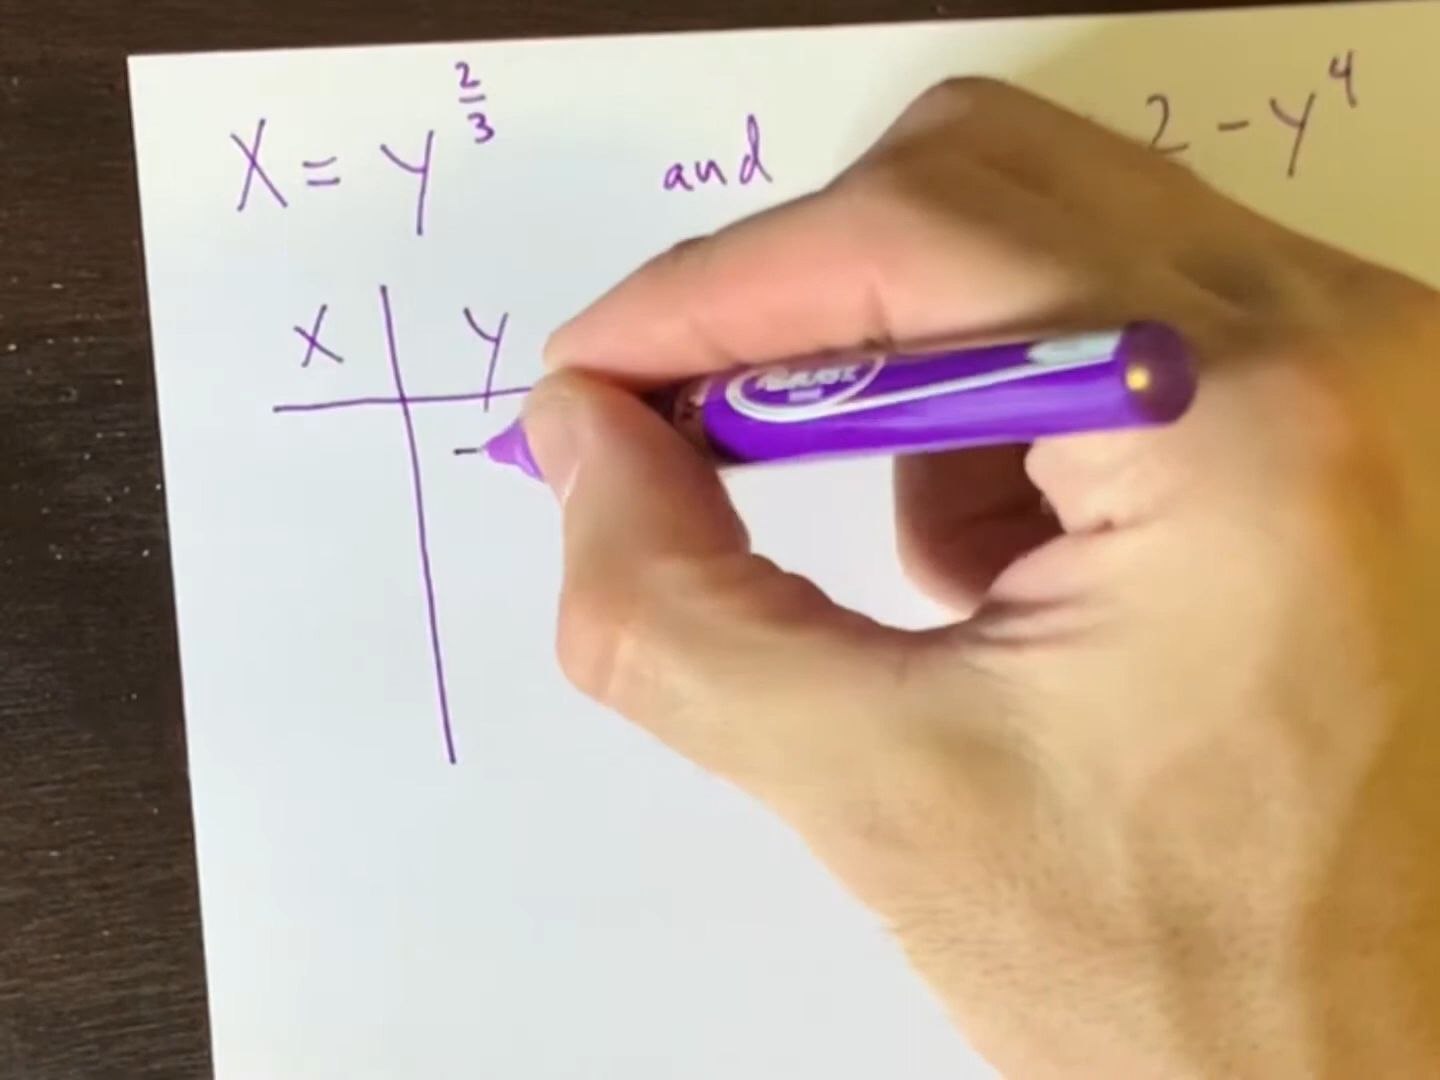 X = y^(2/3) and 2 - y^4
X y
-